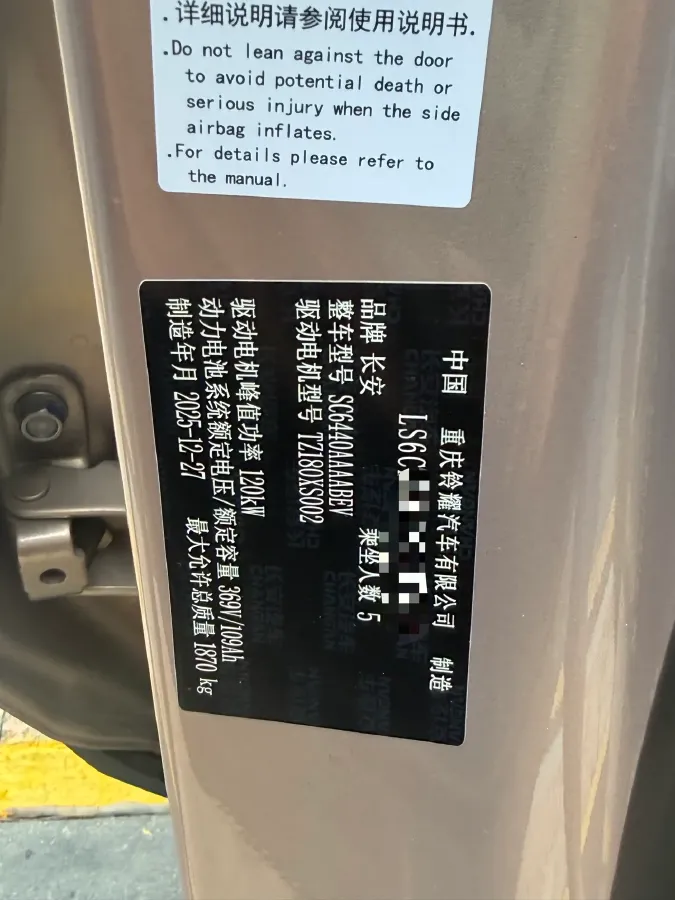 .详细说明请参阅使用说明书.
.Do not lean against the door
to avoid potential death or
serious injury when the side
airbag inflates.
.For details please refer to
the manual.
中国 重庆铃耀汽车有限公司 制造
LS6C
品牌 长安 乘坐人数 5
整车型号 SC6440AAAABEV
驱动电机型号 TZ180XS002
驱动电机峰值功率 120kW
动力电池系统额定电压/额定容量 369V/109Ah
制造年月 2025-12-27 最大允许总质量 1870 kg